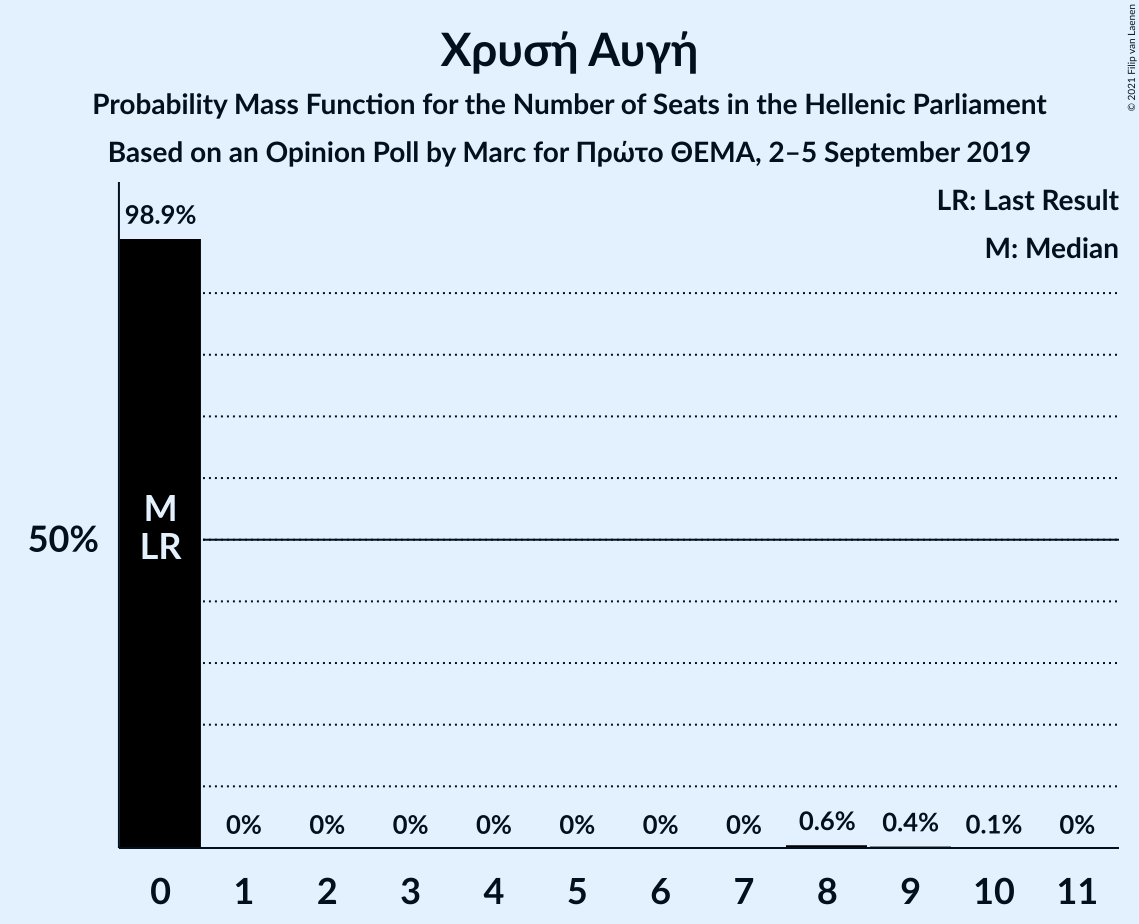 Χρυσή Αυγή
Probability Mass Function for the Number of Seats in the Hellenic Parliament
Based on an Opinion Poll by Marc for Πρώτο ΘΕΜΑ, 2–5 September 2019
© 2021 Filip van Laenen
LR: Last Result
M: Median
98.9%
M
LR
50%
0% 0% 0% 0% 0% 0% 0% 0.6% 0.4% 0.1% 0%
0 1 2 3 4 5 6 7 8 9 10 11